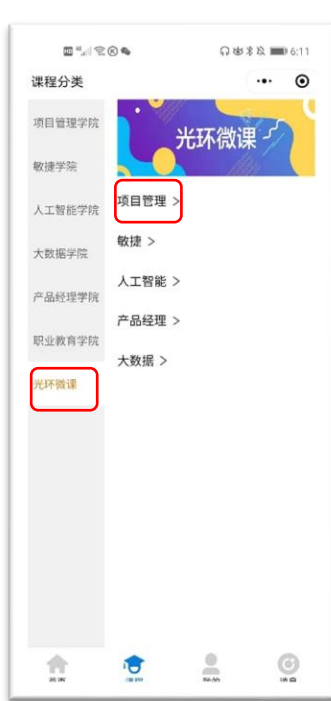 HD
6:11
课程分类
项目管理学院
敏捷学院
人工智能学院
大数据学院
产品经理学院
职业教育学院
光环微课
光环微课
项目管理 >
敏捷 >
人工智能 >
产品经理 >
大数据 >